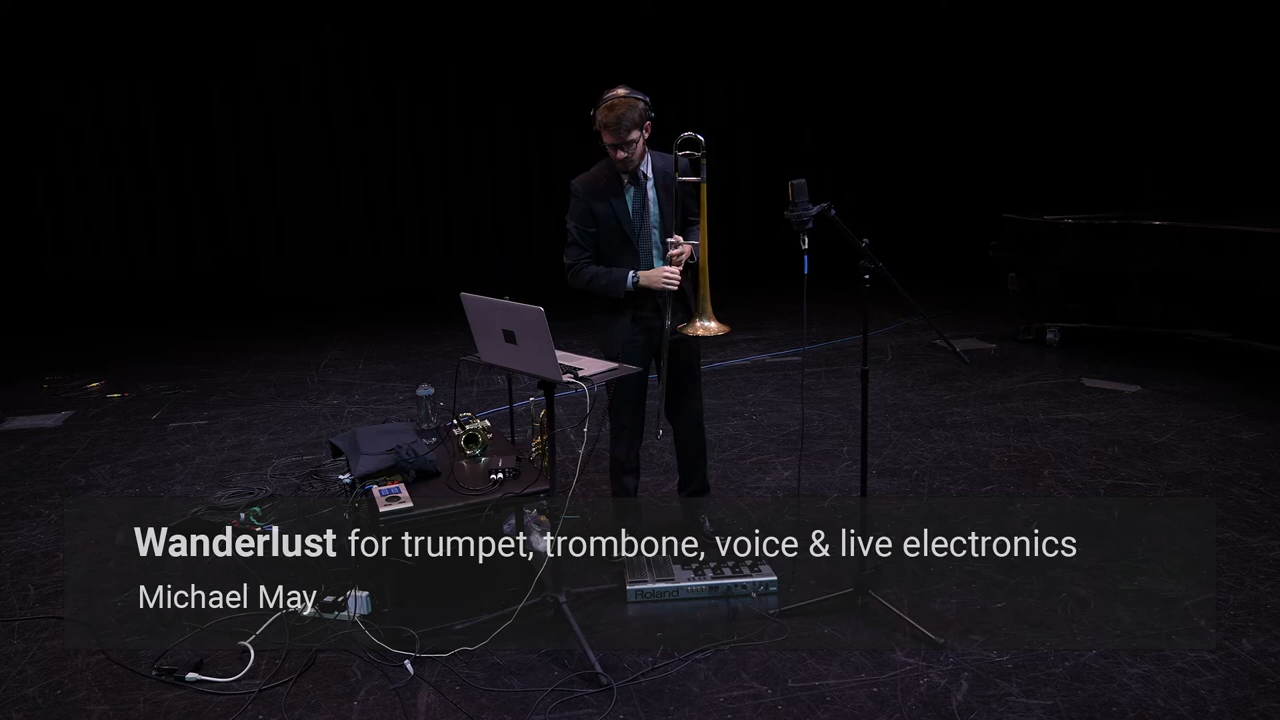 Wanderlust for trumpet, trombone, voice & live electronics
Michael May
Roland